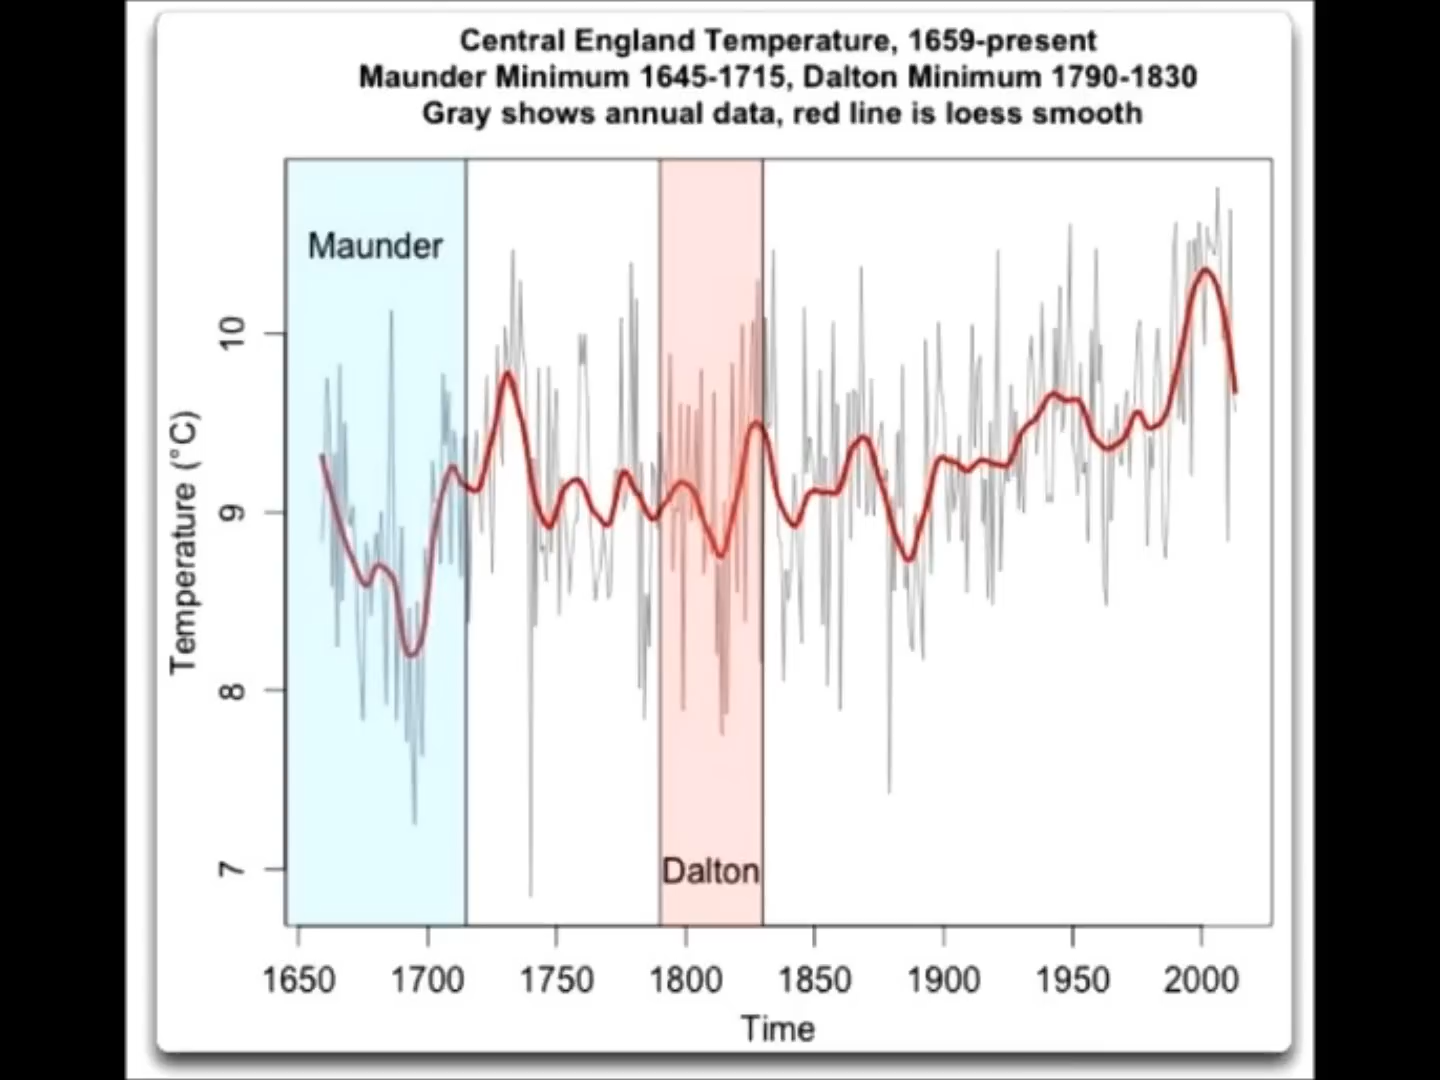 Central England Temperature, 1659-present
Maunder Minimum 1645-1715, Dalton Minimum 1790-1830
Gray shows annual data, red line is loess smooth
Maunder
Temperature (°C)
10
9
8
7
Dalton
1650 1700 1750 1800 1850 1900 1950 2000
Time